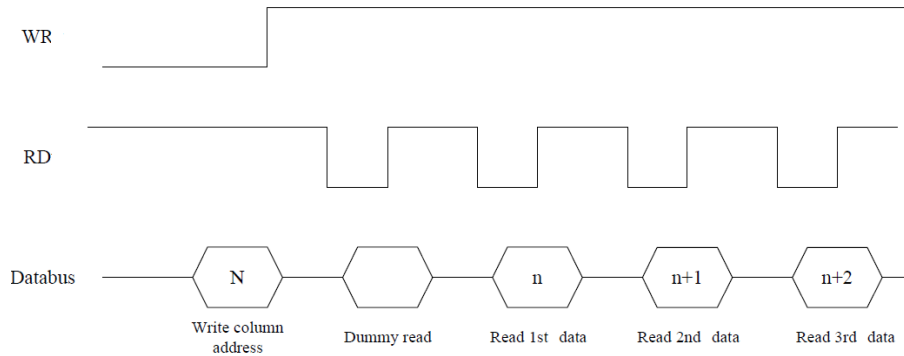 WR
RD
Databus
N
n
n+1
n+2
Write column
address
Dummy read
Read 1st data
Read 2nd data
Read 3rd data